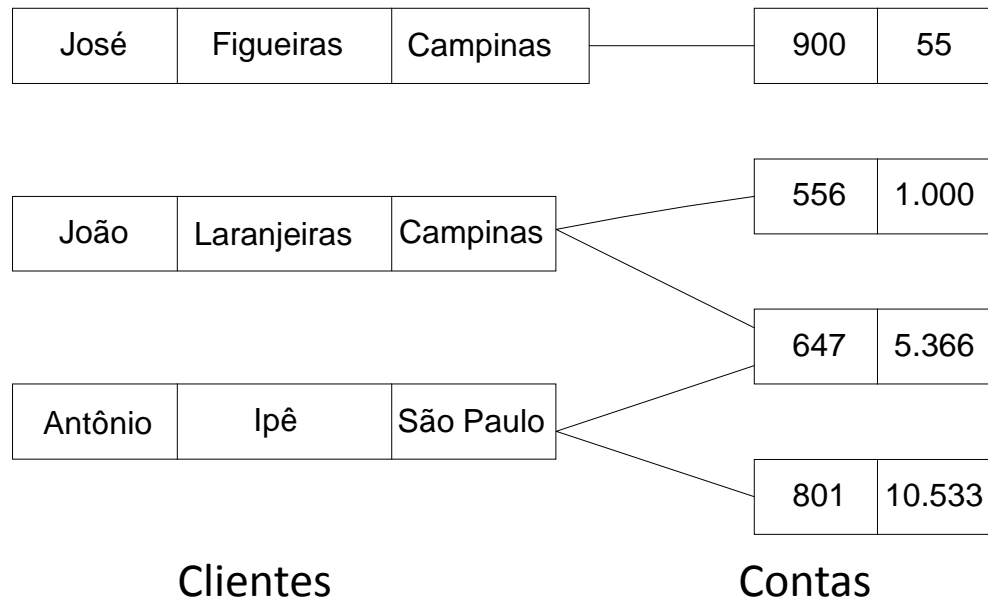 José Figueiras Campinas 900 55
556 1.000
João Laranjeiras Campinas
647 5.366
Antônio Ipê São Paulo
801 10.533
Clientes Contas